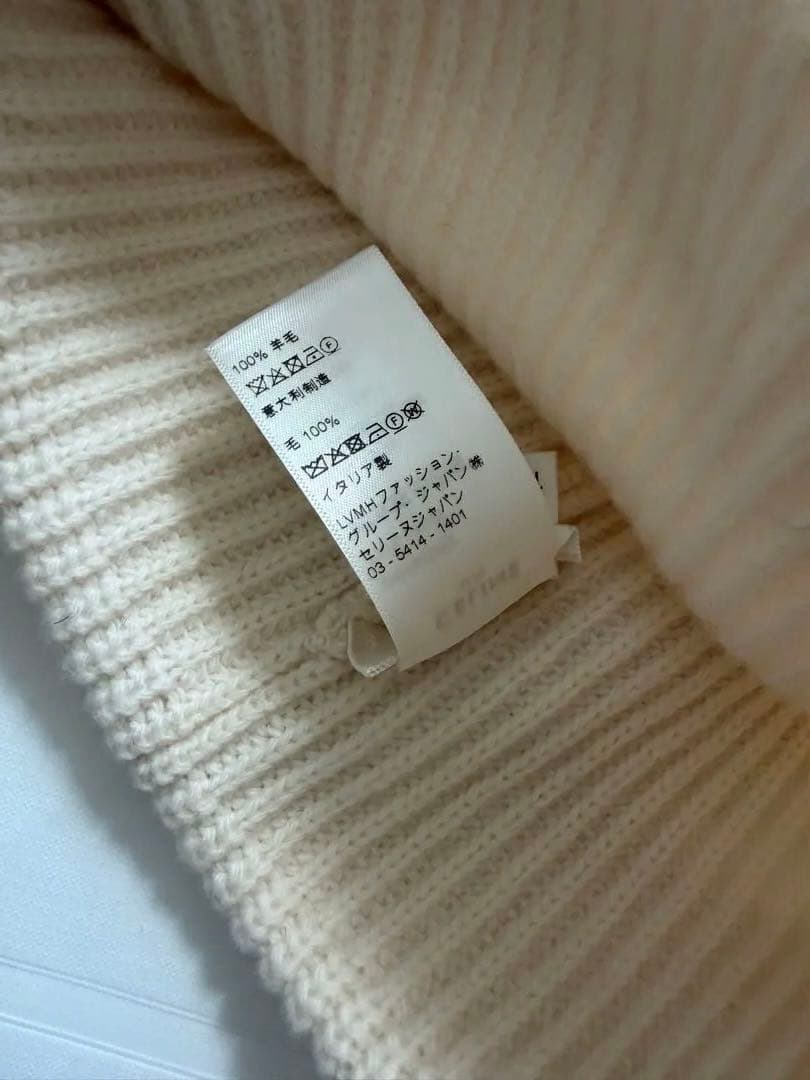 100% 羊毛
意大利制造
毛 100%
イタリア製
LVMHファッション・
グループ・ジャパン㈱
セリーヌジャパン
03 - 5414 - 1401